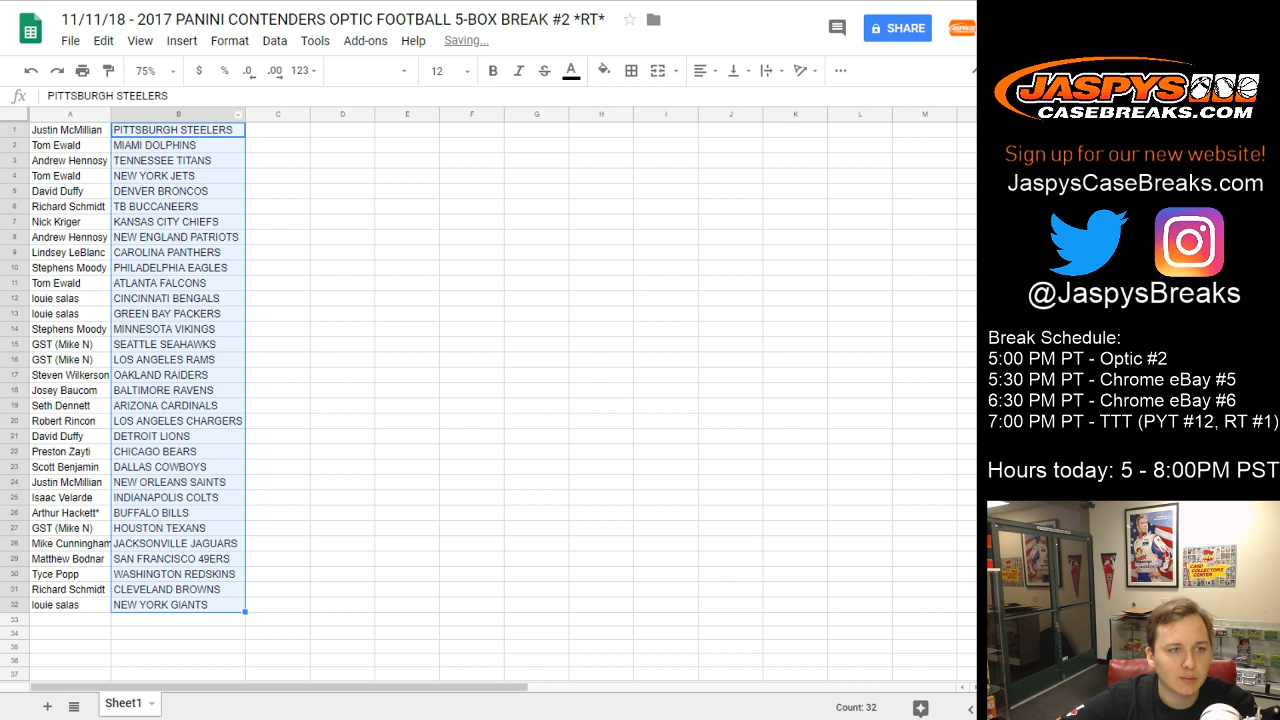 11/11/18 - 2017 PANINI CONTENDERS OPTIC FOOTBALL 5-BOX BREAK #2 *RT*
File Edit View Insert Format Data Tools Add-ons Help Saving...
SHARE
75% $ % .0 .00 123 12 B I S A
fx PITTSBURGH STEELERS
A B C D E F G H I J K L M
1 Justin McMillian PITTSBURGH STEELERS
2 Tom Ewald MIAMI DOLPHINS
3 Andrew Hennosy TENNESSEE TITANS
4 Tom Ewald NEW YORK JETS
5 David Duffy DENVER BRONCOS
6 Richard Schmidt TB BUCCANEERS
7 Nick Kriger KANSAS CITY CHIEFS
8 Andrew Hennosy NEW ENGLAND PATRIOTS
9 Lindsey LeBlanc CAROLINA PANTHERS
10 Stephens Moody PHILADELPHIA EAGLES
11 Tom Ewald ATLANTA FALCONS
12 louie salas CINCINNATI BENGALS
13 louie salas GREEN BAY PACKERS
14 Stephens Moody MINNESOTA VIKINGS
15 GST (Mike N) SEATTLE SEAHAWKS
16 GST (Mike N) LOS ANGELES RAMS
17 Steven Wilkerson OAKLAND RAIDERS
18 Josey Baucom BALTIMORE RAVENS
19 Seth Dennett ARIZONA CARDINALS
20 Robert Rincon LOS ANGELES CHARGERS
21 David Duffy DETROIT LIONS
22 Preston Zayti CHICAGO BEARS
23 Scott Benjamin DALLAS COWBOYS
24 Justin McMillian NEW ORLEANS SAINTS
25 Isaac Velarde INDIANAPOLIS COLTS
26 Arthur Hackett* BUFFALO BILLS
27 GST (Mike N) HOUSTON TEXANS
28 Mike Cunningham JACKSONVILLE JAGUARS
29 Matthew Bodnar SAN FRANCISCO 49ERS
30 Tyce Popp WASHINGTON REDSKINS
31 Richard Schmidt CLEVELAND BROWNS
32 louie salas NEW YORK GIANTS
33
34
35
36
37
Sheet1
Count: 32
JASPYS
CASEBREAKS.COM
Sign up for our new website!
JaspysCaseBreaks.com
@JaspysBreaks
Break Schedule:
5:00 PM PT - Optic #2
5:30 PM PT - Chrome eBay #5
6:30 PM PT - Chrome eBay #6
7:00 PM PT - TTT (PYT #12, RT #1)
Hours today: 5 - 8:00PM PST
CARD
COLLECTORS
CENTER